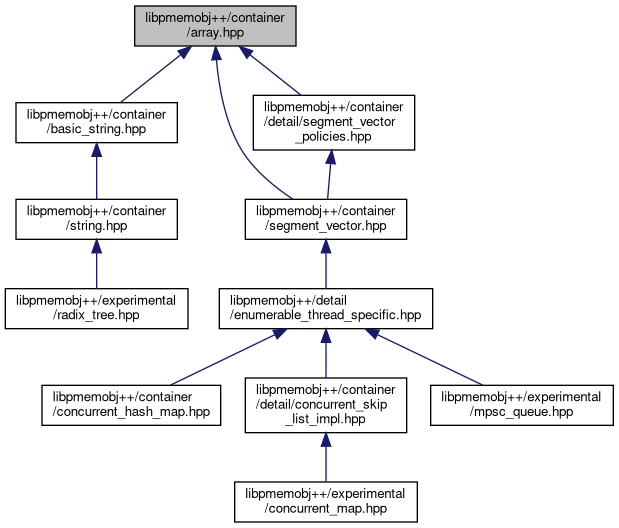 libpmemobj++/container
/array.hpp
libpmemobj++/container
/basic_string.hpp
libpmemobj++/container
/detail/segment_vector
_policies.hpp
libpmemobj++/container
/string.hpp
libpmemobj++/container
/segment_vector.hpp
libpmemobj++/experimental
/radix_tree.hpp
libpmemobj++/detail
/enumerable_thread_specific.hpp
libpmemobj++/container
/concurrent_hash_map.hpp
libpmemobj++/container
/detail/concurrent_skip
_list_impl.hpp
libpmemobj++/experimental
/mpsc_queue.hpp
libpmemobj++/experimental
/concurrent_map.hpp